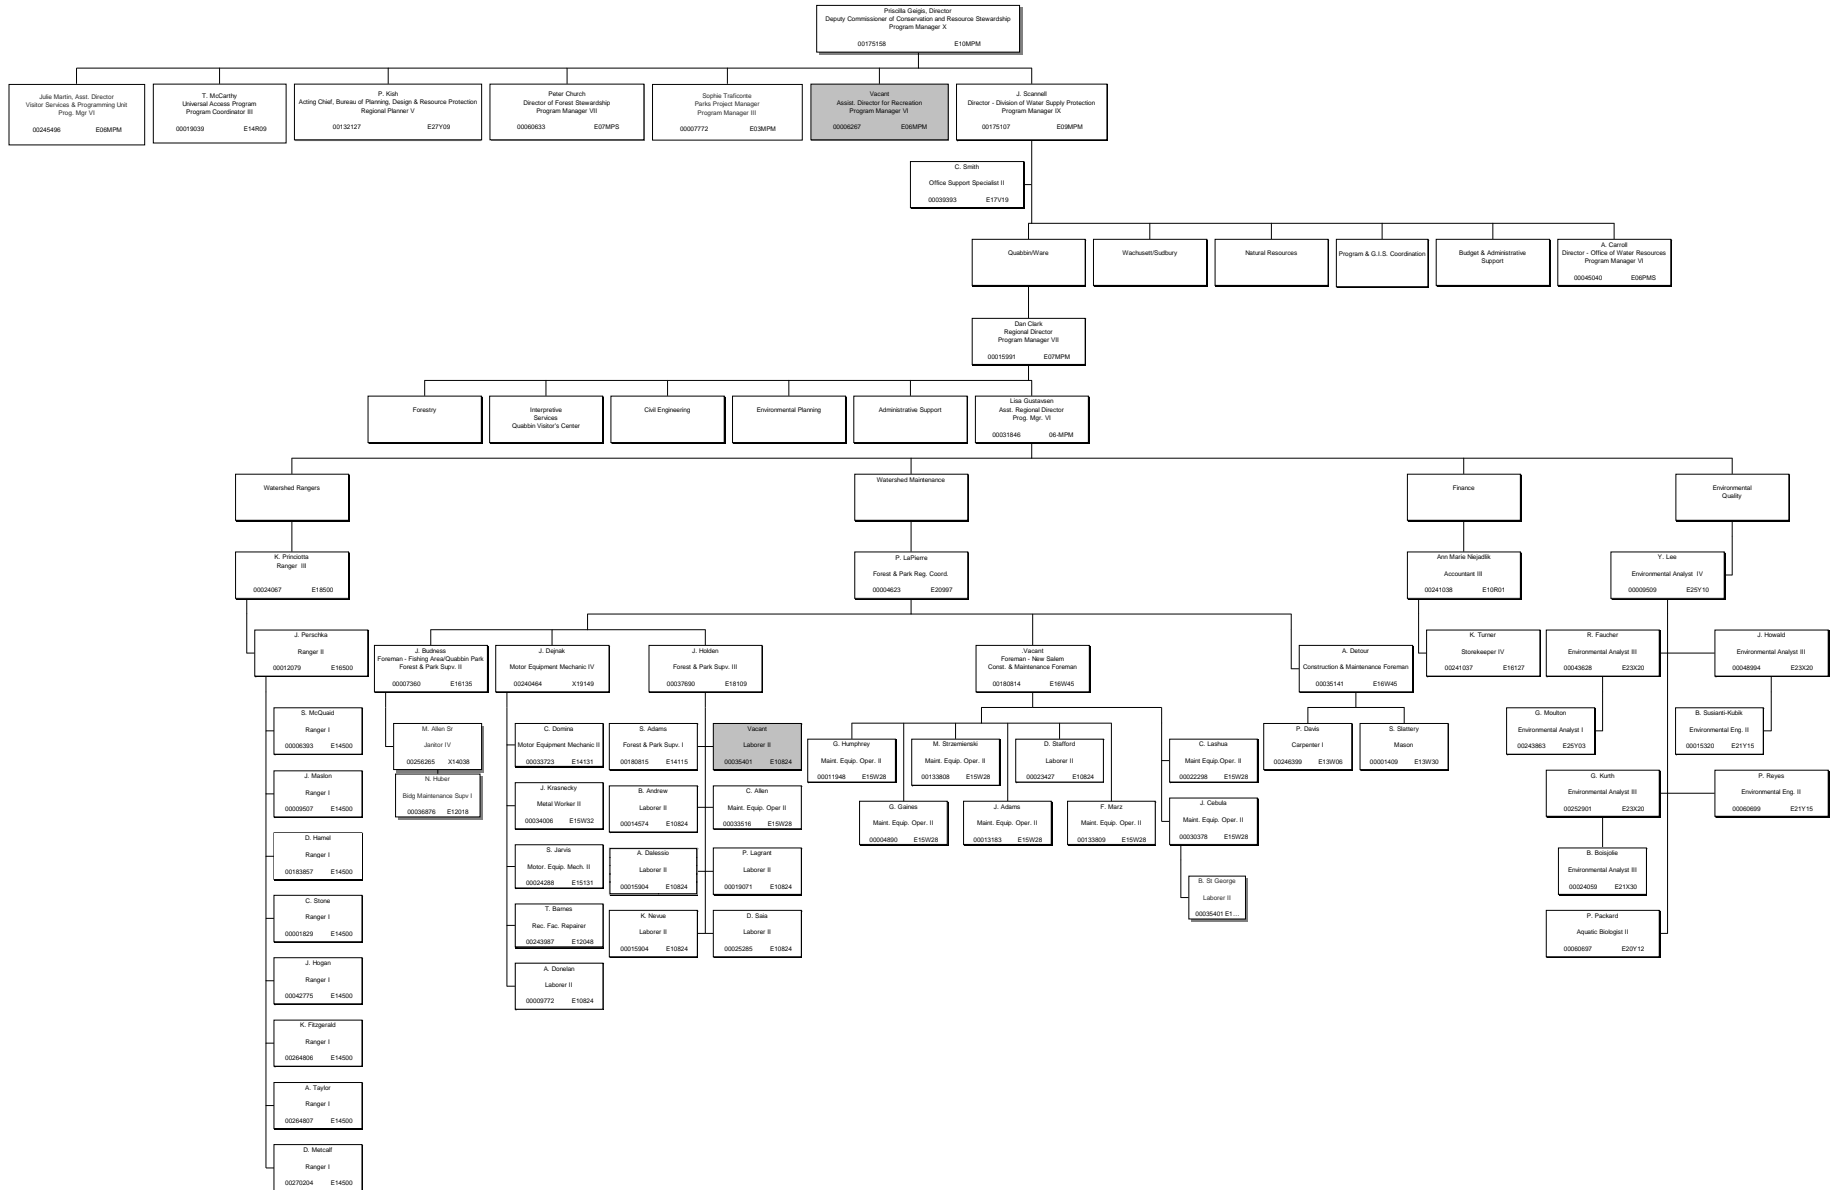 Priscilla Geigis, Director
Deputy Commissioner of Conservation and Resource Stewardship
Program Manager X
00175158 E10MPM
Julie Martin, Asst. Director
Visitor Services & Programming Unit
Prog. Mgr VI
00245496 E06MPM
T. McCarthy
Universal Access Program
Program Coordinator III
00019039 E14R09
P. Kish
Acting Chief, Bureau of Planning, Design & Resource Protection
Regional Planner V
00132127 E27Y09
Peter Church
Director of Forest Stewardship
Program Manager VII
00060633 E07MPS
Sophie Traficonte
Parks Project Manager
Program Manager III
00007772 E03MPM
Vacant
Assist. Director for Recreation
Program Manager VI
00006267 E06MPM
J. Scannell
Director - Division of Water Supply Protection
Program Manager IX
00175107 E09MPM
C. Smith
Office Support Specialist II
00039393 E17V19
Quabbin/Ware
Wachusett/Sudbury
Natural Resources
Program & G.I.S. Coordination
Budget & Administrative
Support
A. Carroll
Director - Office of Water Resources
Program Manager VI
00045040 E06PMS
Dan Clark
Regional Director
Program Manager VII
00015991 E07MPM
Forestry
Interpretive
Services
Quabbin Visitor's Center
Civil Engineering
Environmental Planning
Administrative Support
Lisa Gustavsen
Asst. Regional Director
Prog. Mgr. VI
00031846 06-MPM
Watershed Rangers
Watershed Maintenance
Finance
Environmental
Quality
K. Princiotta
Ranger III
00024067 E18500
P. LaPierre
Forest & Park Reg. Coord.
00004623 E20997
Ann Marie Niejadlik
Accountant III
00241038 E10R01
Y. Lee
Environmental Analyst IV
00009509 E25Y10
J. Perschka
Ranger II
00012079 E16500
J. Budness
Foreman - Fishing Area/Quabbin Park
Forest & Park Supv. II
00007360 E16135
J. Dejnak
Motor Equipment Mechanic IV
00240464 X19149
J. Holden
Forest & Park Supv. III
00037690 E18109
Vacant
Foreman - New Salem
Const. & Maintenance Foreman
00180814 E16W45
A. Detour
Construction & Maintenance Foreman
00035141 E16W45
K. Turner
Storekeeper IV
00241037 E16127
R. Faucher
Environmental Analyst III
00043628 E23X20
J. Howald
Environmental Analyst III
00048994 E23X20
S. McQuaid
Ranger I
00006393 E14500
J. Maslon
Ranger I
00009507 E14500
D. Hamel
Ranger I
00183857 E14500
C. Stone
Ranger I
00001829 E14500
J. Hogan
Ranger I
00042775 E14500
K. Fitzgerald
Ranger I
00264806 E14500
A. Taylor
Ranger I
00264807 E14500
D. Metcalf
Ranger I
00270204 E14500
M. Allen Sr
Janitor IV
00256265 X14038
N. Huber
Bldg Maintenance Supv I
00036876 E12018
C. Domina
Motor Equipment Mechanic II
00033723 E14131
J. Krasnecky
Metal Worker II
00034006 E15W32
S. Jarvis
Motor. Equip. Mech. II
00024288 E15131
T. Barnes
Rec. Fac. Repairer
00243987 E12048
A. Donelan
Laborer II
00009772 E10824
S. Adams
Forest & Park Supv. I
00180815 E14115
Vacant
Laborer II
00035401 E10824
B. Andrew
Laborer II
00014574 E10824
C. Allen
Maint. Equip. Oper II
00033516 E15W28
A. Dalessio
Laborer II
00015904 E10824
P. Lagrant
Laborer II
00019071 E10824
K. Nevue
Laborer II
00015904 E10824
D. Saia
Laborer II
00025285 E10824
G. Humphrey
Maint. Equip. Oper. II
00011948 E15W28
M. Strzemienski
Maint. Equip. Oper. II
00133808 E15W28
D. Stafford
Laborer II
00023427 E10824
C. Lashua
Maint Equip.Oper. II
00022298 E15W28
G. Gaines
Maint. Equip. Oper. II
00004890 E15W28
J. Adams
Maint. Equip. Oper. II
00013183 E15W28
F. Marz
Maint. Equip. Oper. II
00133809 E15W28
J. Cebula
Maint. Equip. Oper. II
00030378 E15W28
B. St George
Laborer II
00035401 E1...
P. Davis
Carpenter I
00246399 E13W06
S. Slattery
Mason
00001409 E13W30
G. Moulton
Environmental Analyst I
00243863 E25Y03
B. Susianti-Kubik
Environmental Eng. II
00015320 E21Y15
G. Kurth
Environmental Analyst III
00252901 E23X20
P. Reyes
Environmental Eng. II
00060699 E21Y15
B. Boisjolie
Environmental Analyst III
00024059 E21X30
P. Packard
Aquatic Biologist II
00060697 E20Y12